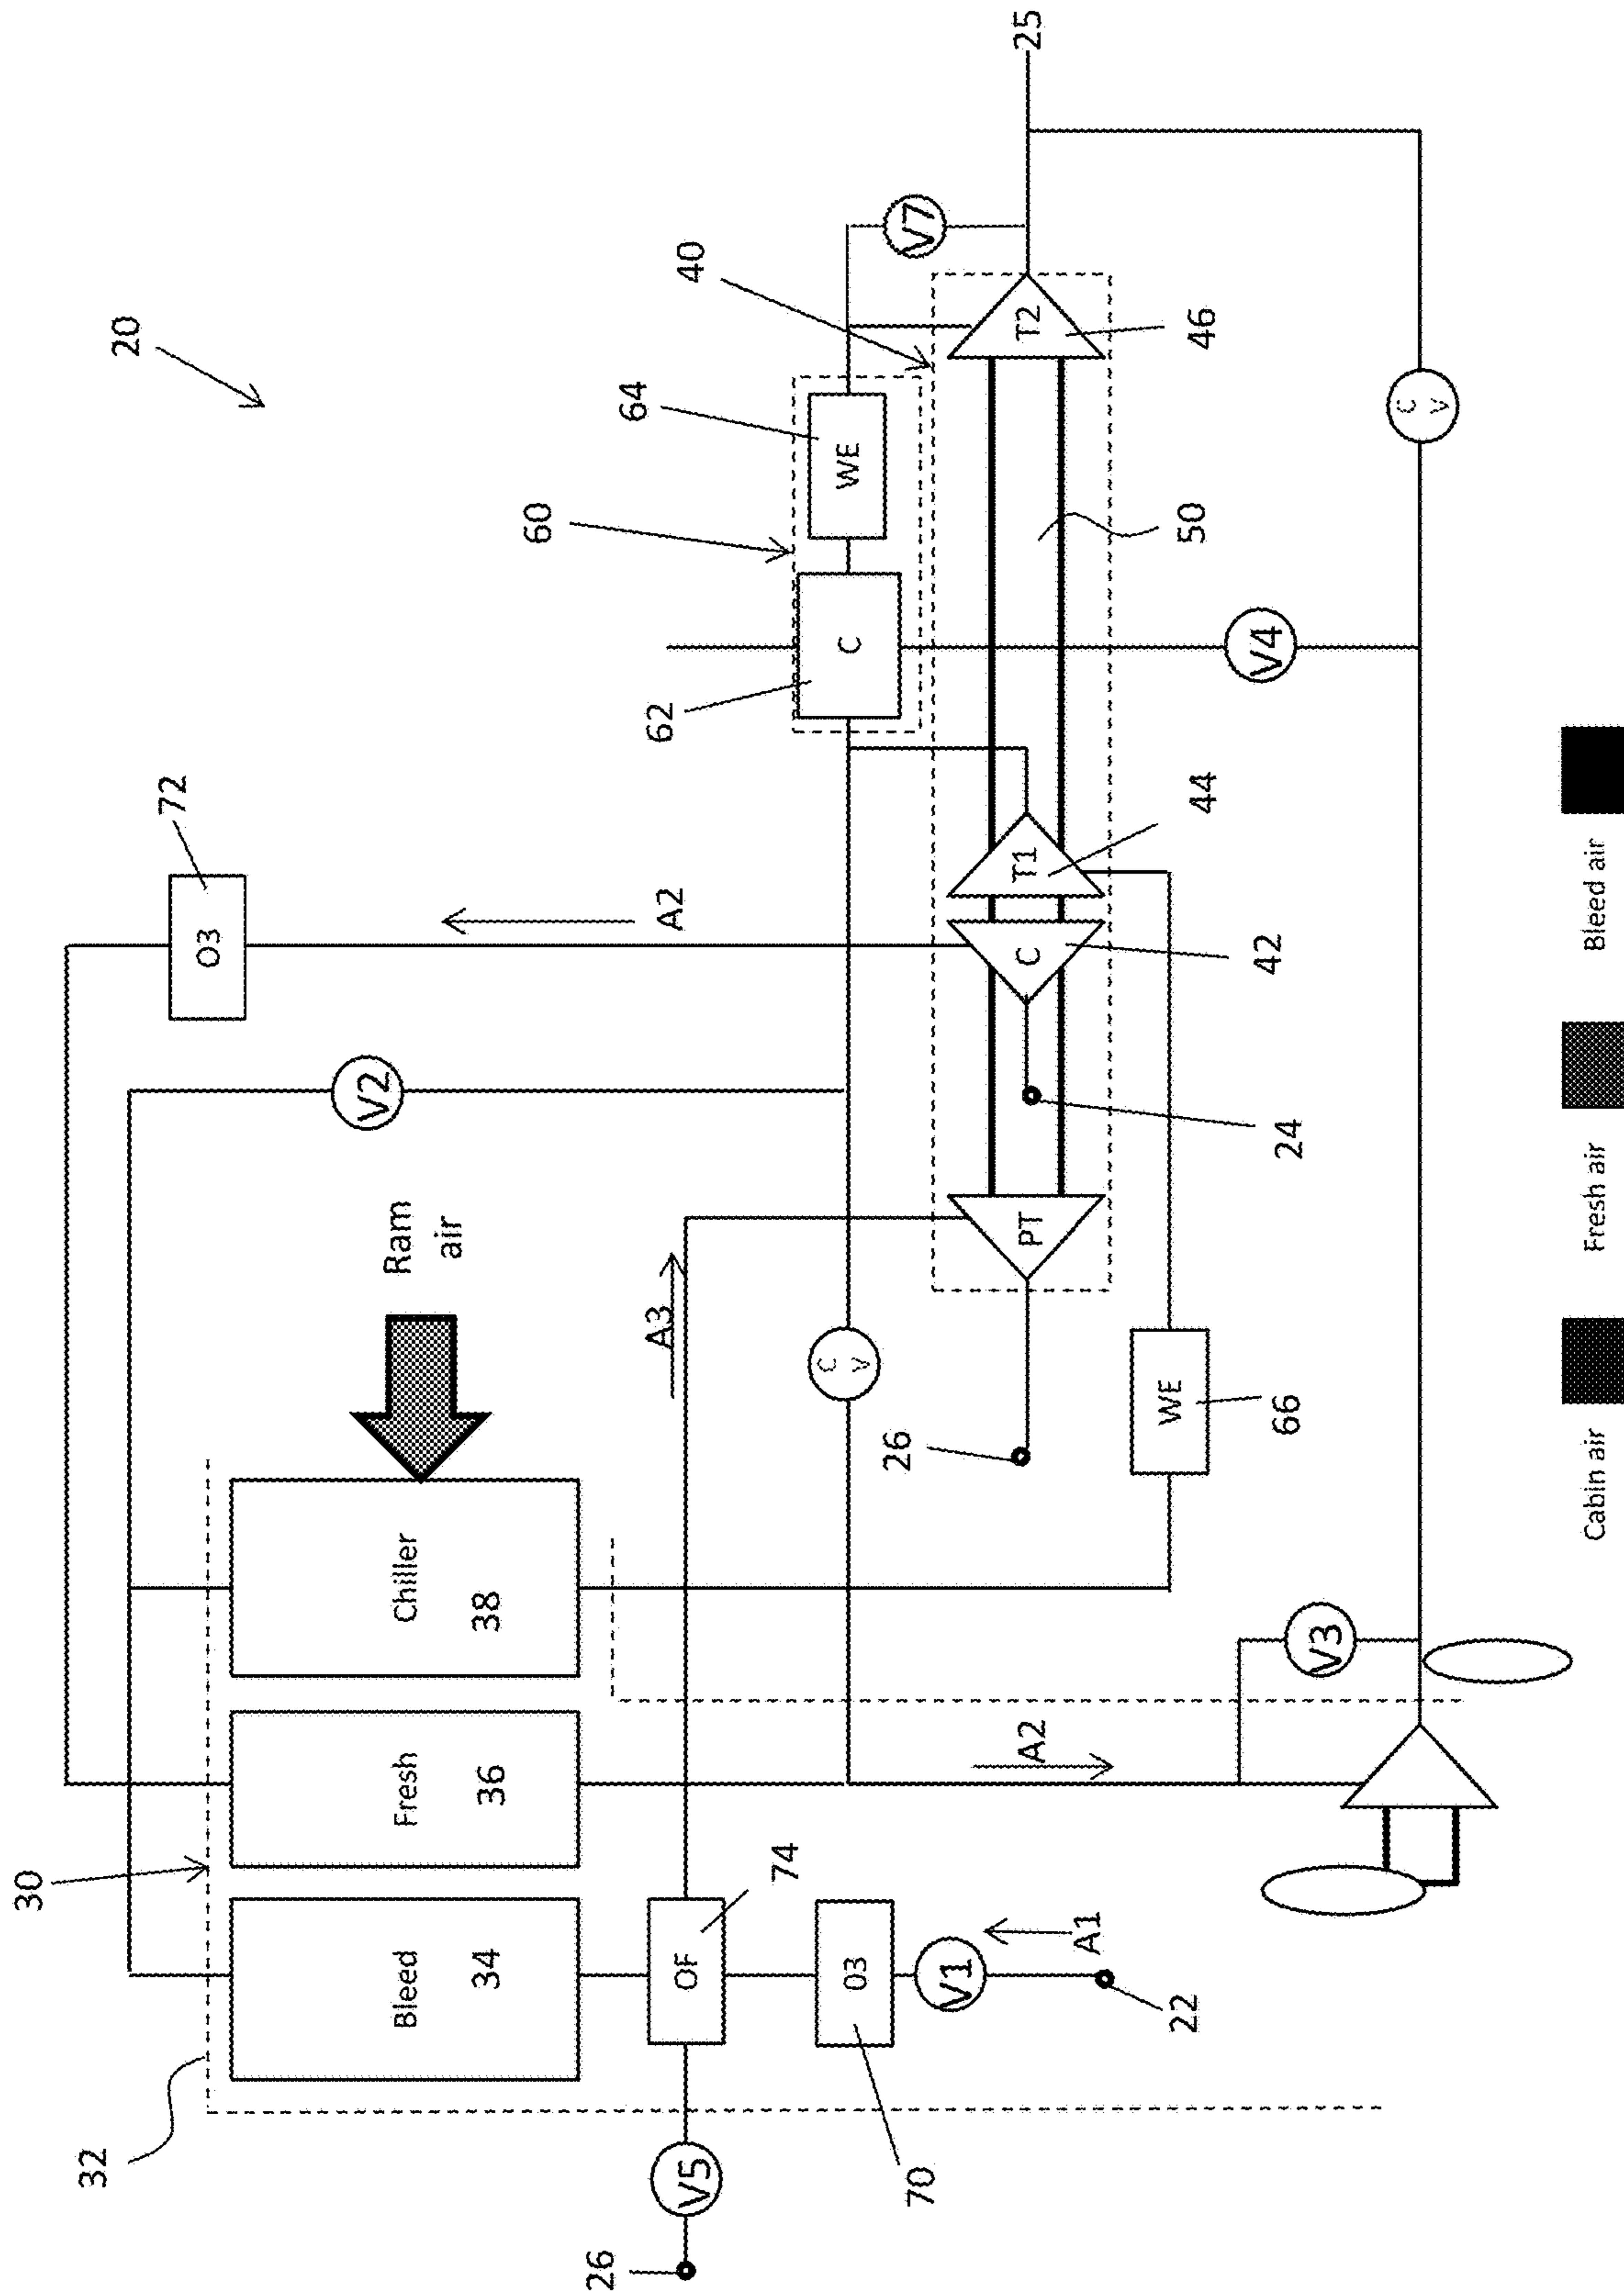 30
32
20
72
O3
V2
Ram
air
Bleed
Fresh
Chiller
34
36
38
60
64
62
A2
40
A3
26
V5
OF
74
C
V
C
WE
V7
03
70
26
V1
PT
C
T1
T2
25
A2
A1
22
WE
50
46
44
66
24
42
V4
V3
C
V
Cabin air
Fresh air
Bleed air